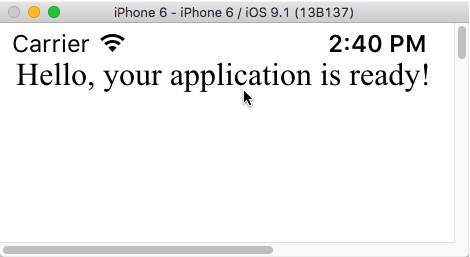 iPhone 6 - iPhone 6 / iOS 9.1 (13B137)
Carrier 2:40 PM
Hello, your application is ready!